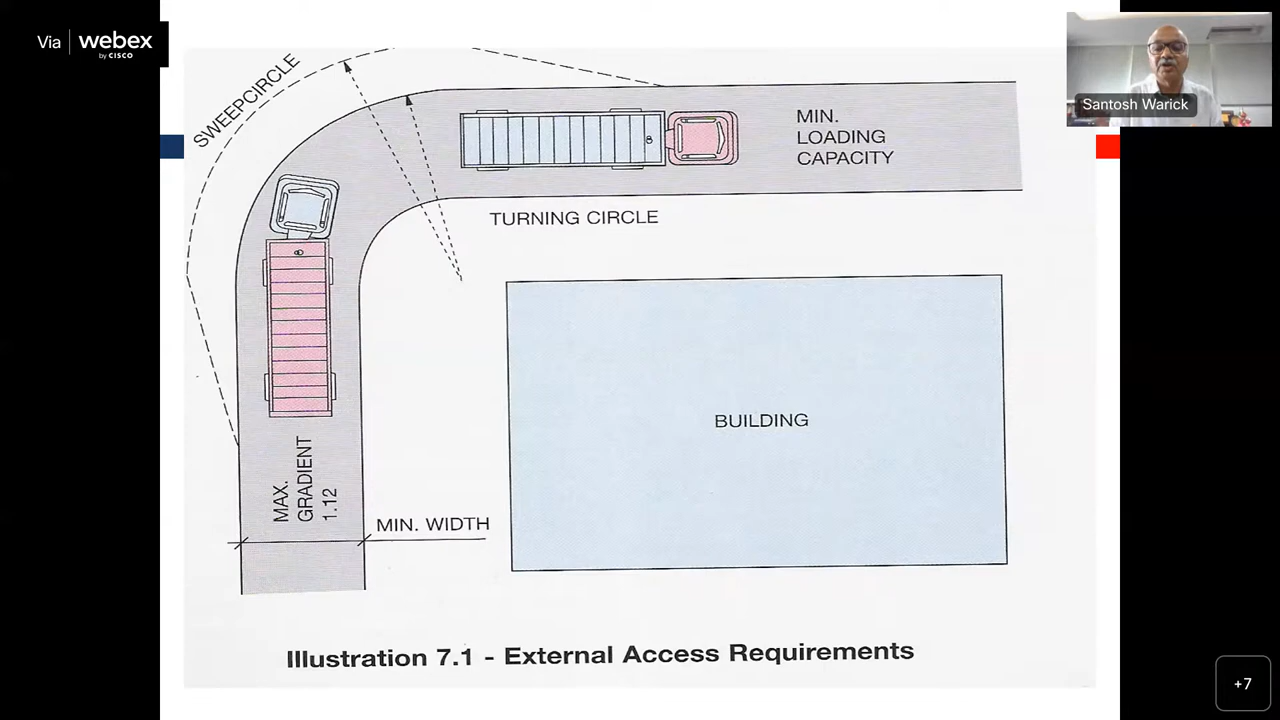 Via webex
by CISCO
Santosh Warick
SWEEPCIRCLE
MIN.
LOADING
CAPACITY
TURNING CIRCLE
BUILDING
MAX.
GRADIENT
1.12
MIN. WIDTH
Illustration 7.1 - External Access Requirements
+7